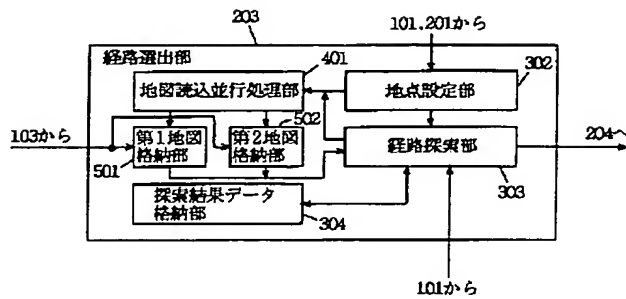 203
101,201から
経路選出部
401
地図読込並行処理部
地点設定部
302
502
103から
第1地図
格納部
第2地図
格納部
経路探索部
204へ
501
303
探索結果データ
格納部
304
101から